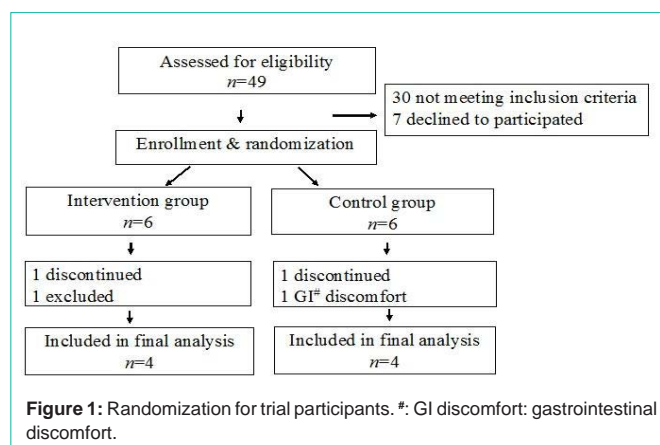 Assessed for eligibility
n=49
30 not meeting inclusion criteria
7 declined to participated
Enrollment & randomization
Intervention group
n=6
Control group
n=6
1 discontinued
1 excluded
1 discontinued
1 GI# discomfort
Included in final analysis
n=4
Included in final analysis
n=4
Figure 1: Randomization for trial participants. #: GI discomfort: gastrointestinal
discomfort.